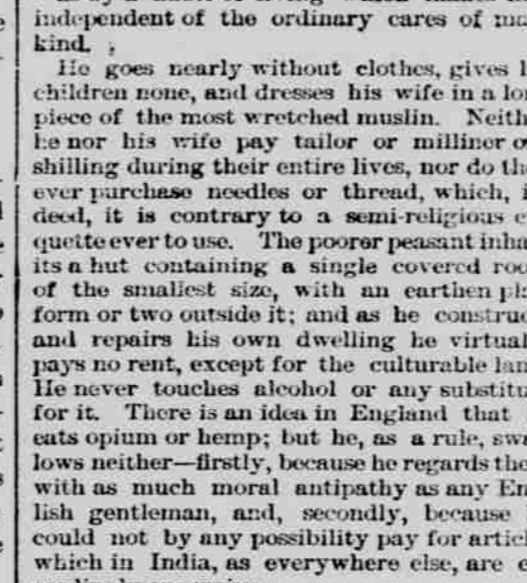 independent of the ordinary cares of ma
kind.
He goes nearly without clothes, gives
children none, and dresses his wife in a lo
piece of the most wretched muslin. Neith
he nor his wife pay tailor or milliner o
shilling during their entire lives, nor do th
ever purchase needles or thread, which,
deed, it is contrary to a semi-religious e
quette ever to use. The poorer peasant inha
its a hut containing a single covered roo
of the smallest size, with an earthen pla
form or two outside it; and as he construc
and repairs his own dwelling he virtual
pays no rent, except for the culturable lan
He never touches alcohol or any substitu
for it. There is an idea in England that
eats opium or hemp; but he, as a rule, swa
lows neither—firstly, because he regards the
with as much moral antipathy as any En
lish gentleman, and, secondly, because
could not by any possibility pay for articl
which in India, as everywhere else, are